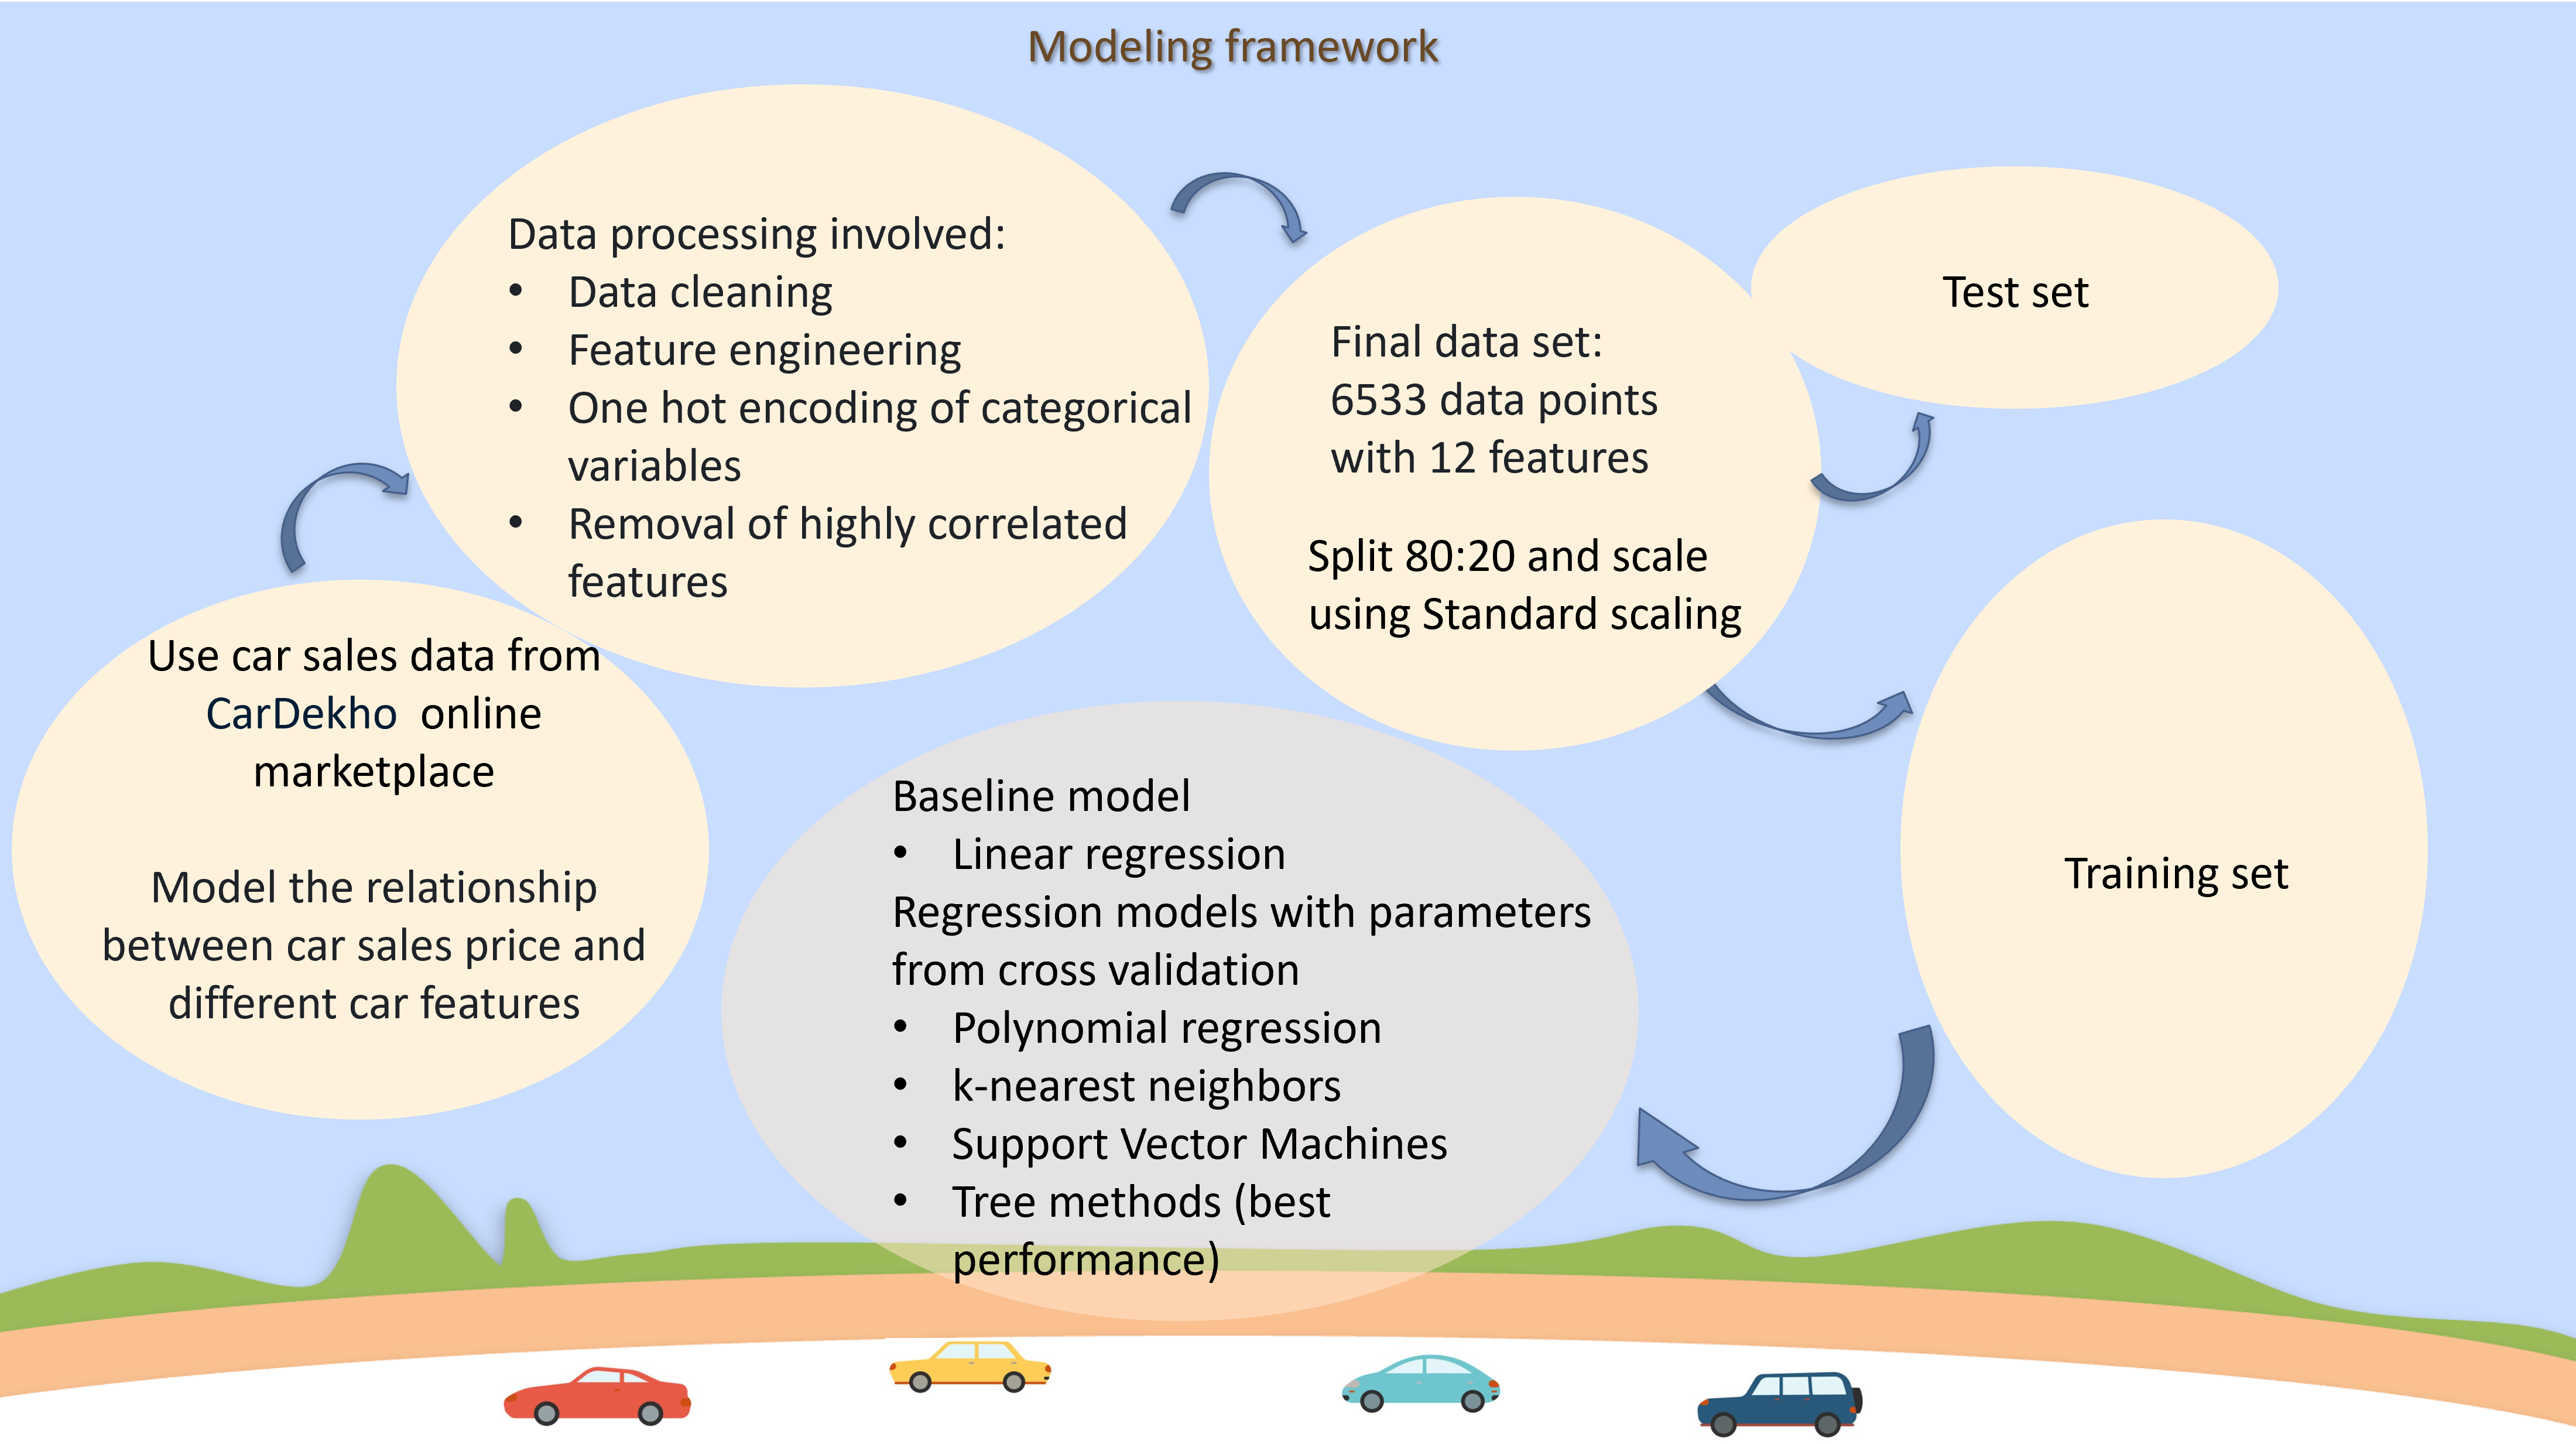 Modeling framework
Data processing involved:
• Data cleaning
• Feature engineering
• One hot encoding of categorical
variables
• Removal of highly correlated
features
Use car sales data from
CarDekho  online
marketplace
Model the relationship
between car sales price and
different car features
Final data set:
6533 data points
with 12 features
Split 80:20 and scale
using Standard scaling
Test set
Training set
Baseline model
• Linear regression
Regression models with parameters
from cross validation
• Polynomial regression
• k-nearest neighbors
• Support Vector Machines
• Tree methods (best
performance)